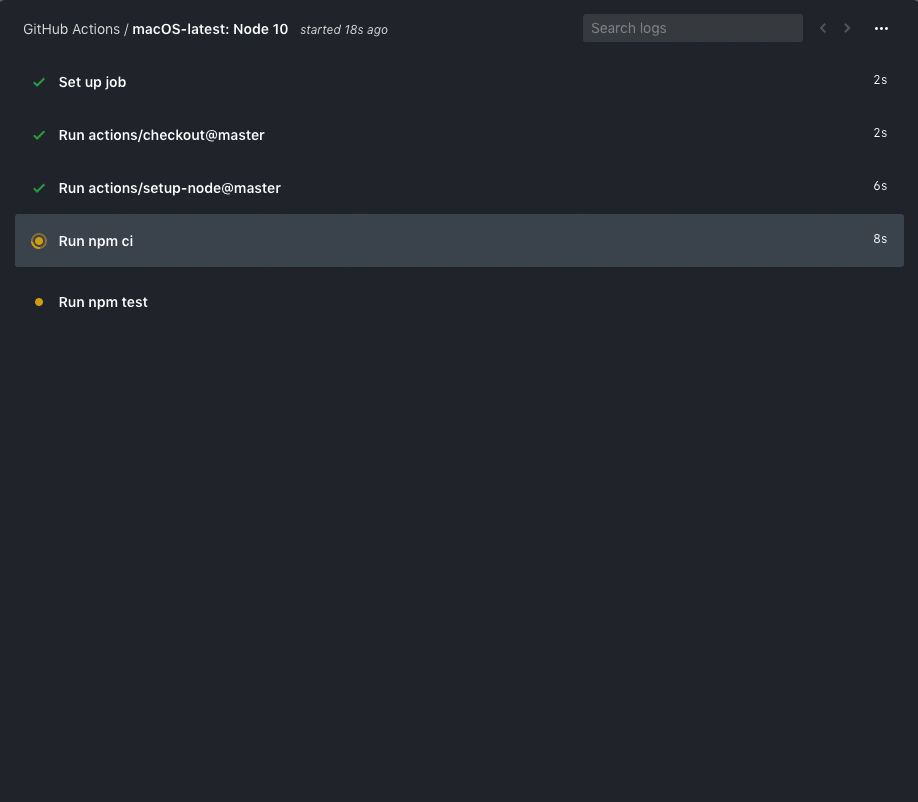 GitHub Actions / macOS-latest: Node 10 started 18s ago Search logs
Set up job 2s
Run actions/checkout@master 2s
Run actions/setup-node@master 6s
Run npm ci 8s
Run npm test